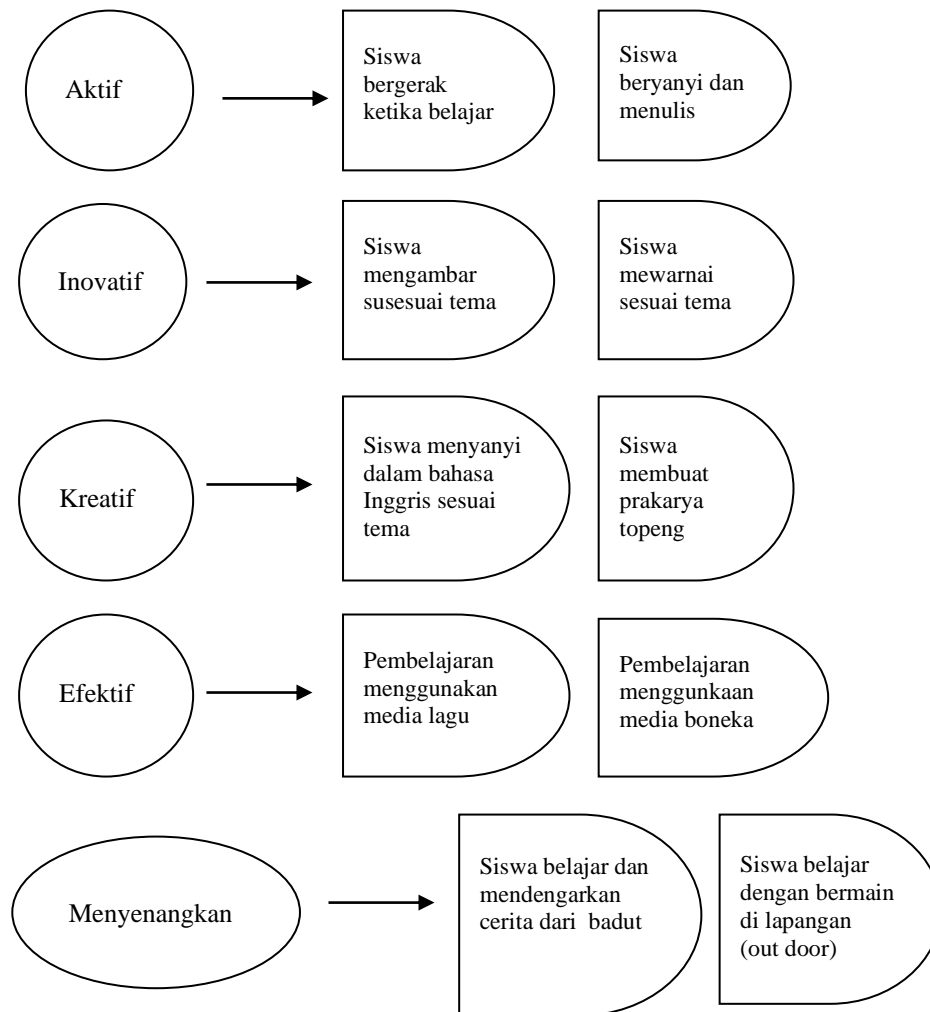 Aktif
Siswa
bergerak
ketika belajar
Siswa
beryanyi dan
menulis
Inovatif
Siswa
mengambar
susesuai tema
Siswa
mewarnai
sesuai tema
Kreatif
Siswa menyanyi
dalam bahasa
Inggris sesuai
tema
Siswa
membuat
prakarya
topeng
Efektif
Pembelajaran
menggunakan
media lagu
Pembelajaran
menggunkaan
media boneka
Menyenangkan
Siswa belajar dan
mendengarkan
cerita dari badut
Siswa belajar
dengan bermain
di lapangan
(out door)